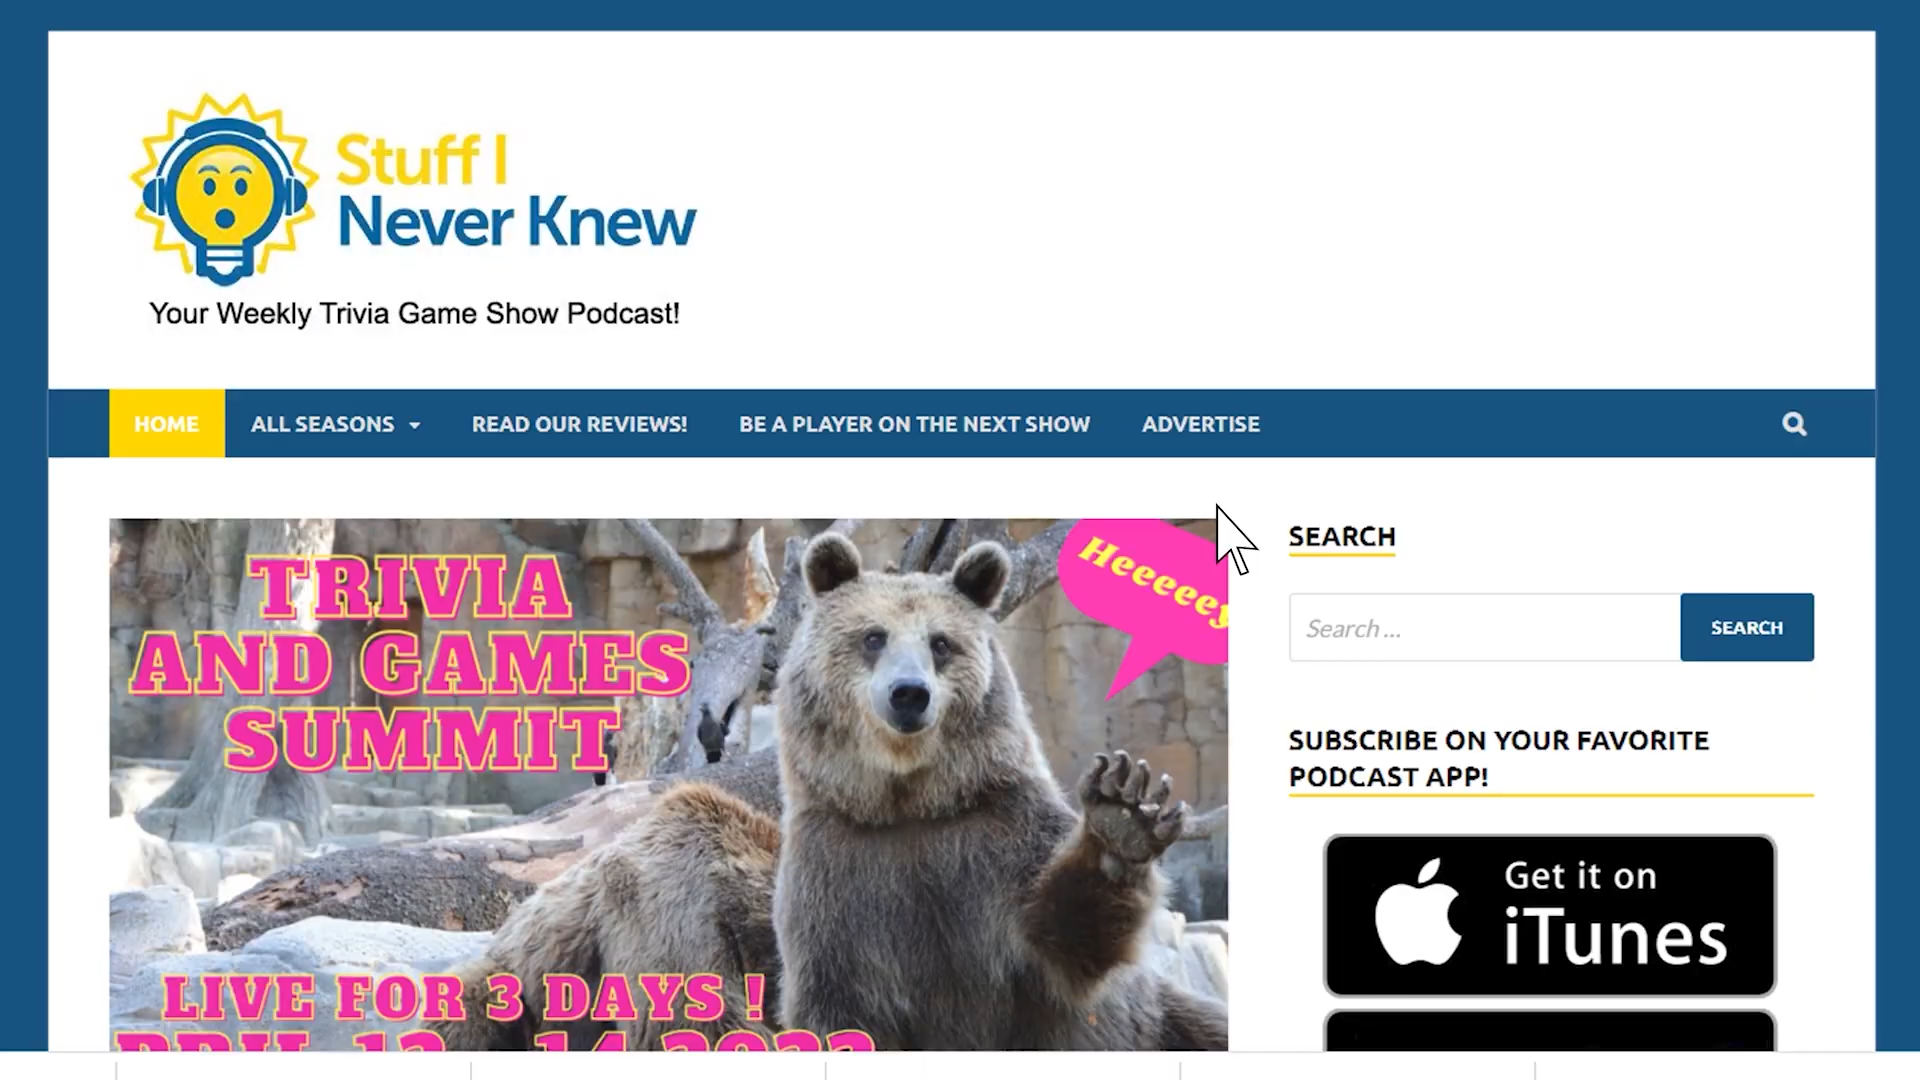 Stuff I
Never Knew
Your Weekly Trivia Game Show Podcast!
HOME
ALL SEASONS
READ OUR REVIEWS!
BE A PLAYER ON THE NEXT SHOW
ADVERTISE
TRIVIA
AND GAMES
SUMMIT
Heeeeey
LIVE FOR 3 DAYS !
SEARCH
Search ...
SEARCH
SUBSCRIBE ON YOUR FAVORITE
PODCAST APP!
Get it on
iTunes